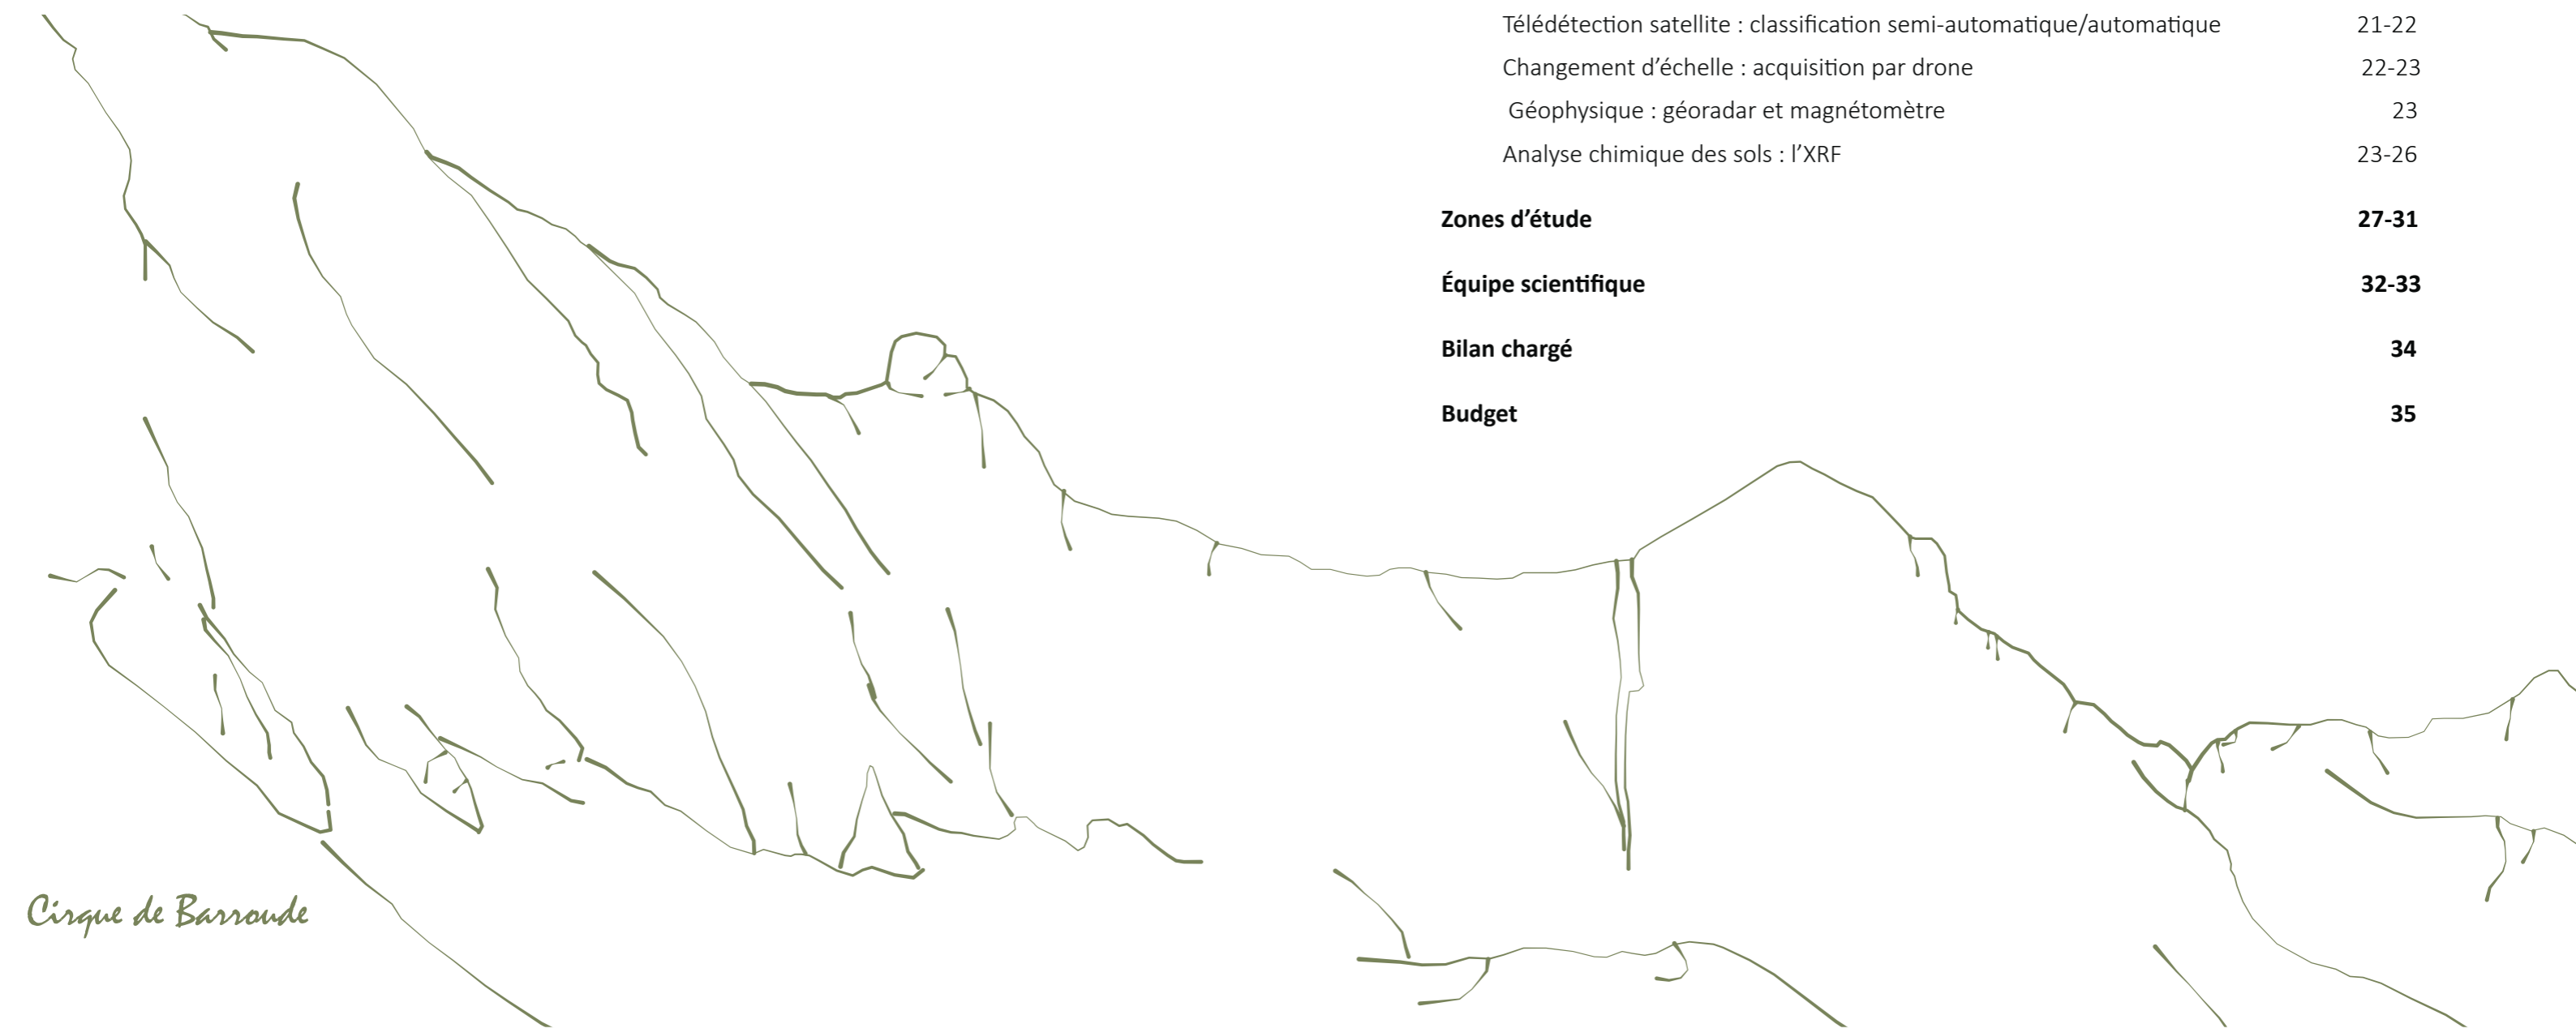 Télédétection satellite : classification semi-automatique/automatique 21-22
Changement d'échelle : acquisition par drone 22-23
Géophysique : géoradar et magnétomètre 23
Analyse chimique des sols : l'XRF 23-26
Zones d'étude 27-31
Équipe scientifique 32-33
Bilan chargé 34
Budget 35
Cirque de Barroude